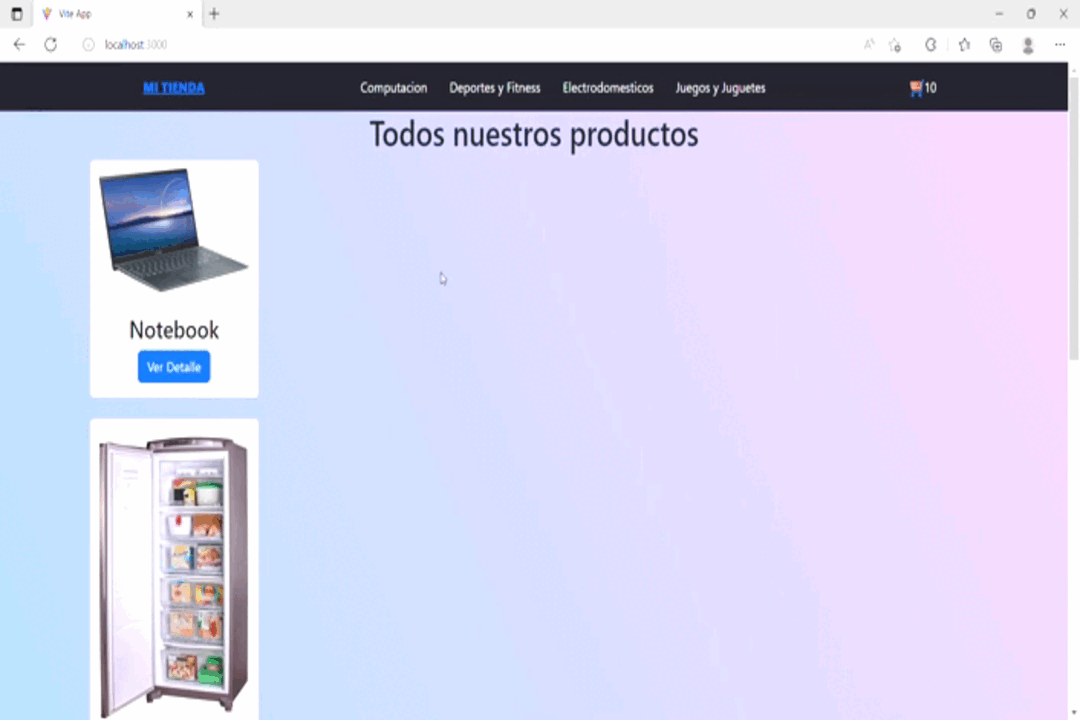 Vite App
localhost:3000
MI TIENDA Computacion Deportes y Fitness Electrodomesticos Juegos y Juguetes 10
Todos nuestros productos
Notebook
Ver Detalle